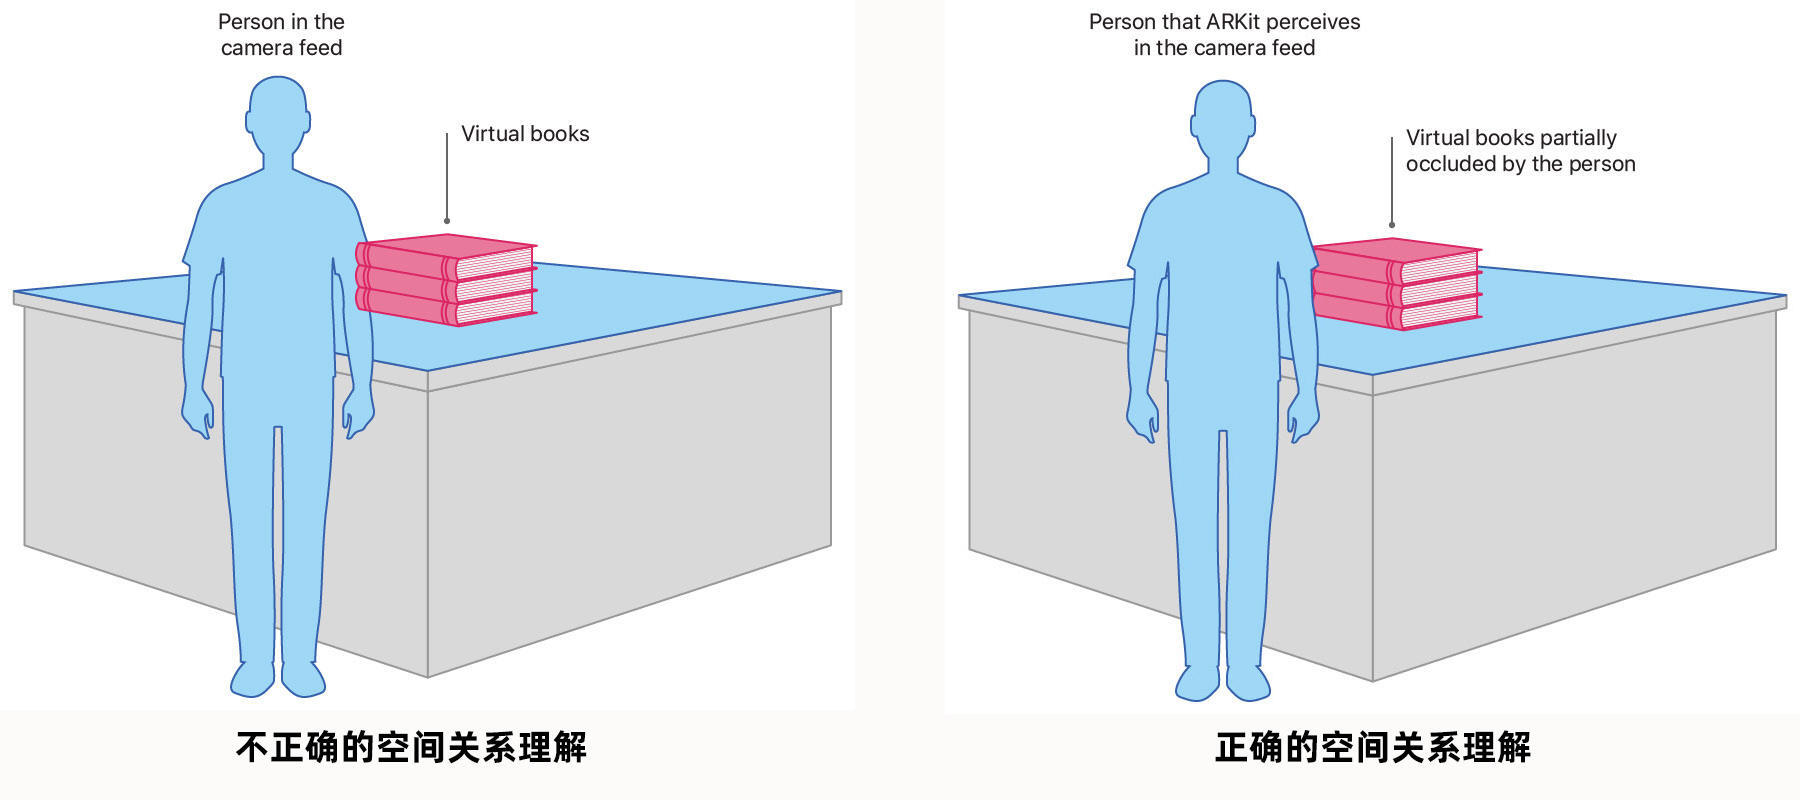 Person in the
camera feed
Virtual books
不正确的空间关系理解
Person that ARKit perceives
in the camera feed
Virtual books partially
occluded by the person
正确的空间关系理解